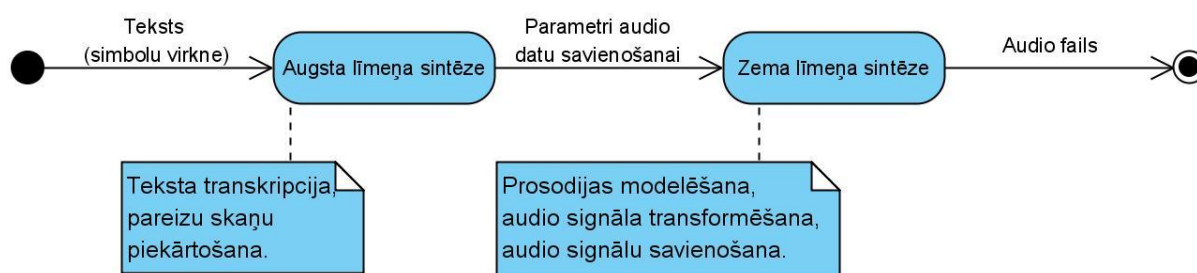 Teksts
(simbolu virkne)
Augsta līmeņa sintēze
Parametri audio
datu savienošanai
Zema līmeņa sintēze
Audio fails
Teksta transkripcija,
pareizu skaņu
piekārtošana.
Prosodijas modelēšana,
audio signāla transformēšana,
audio signālu savienošana.